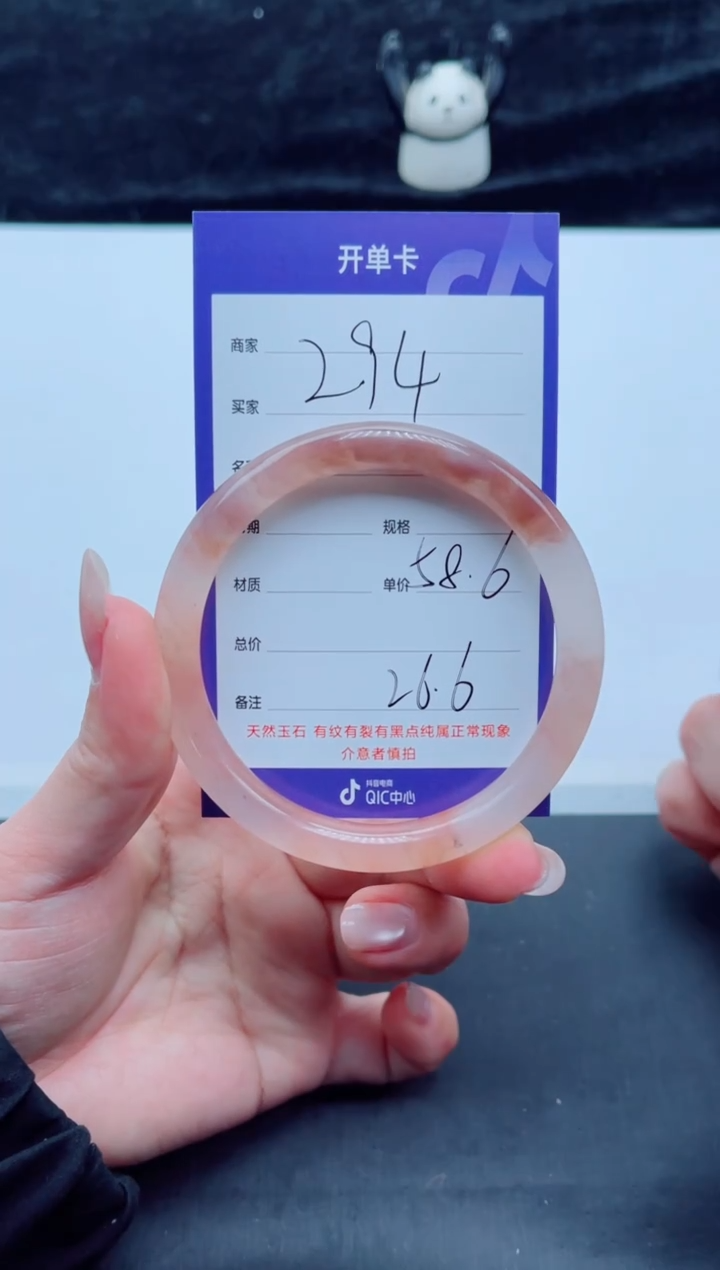 开单卡
商家 294
买家
期 规格
材质 单价 58.6
总价
备注 26.6
天然玉石 有纹有裂有黑点纯属正常现象
介意者慎拍
抖音电商
QIC中心